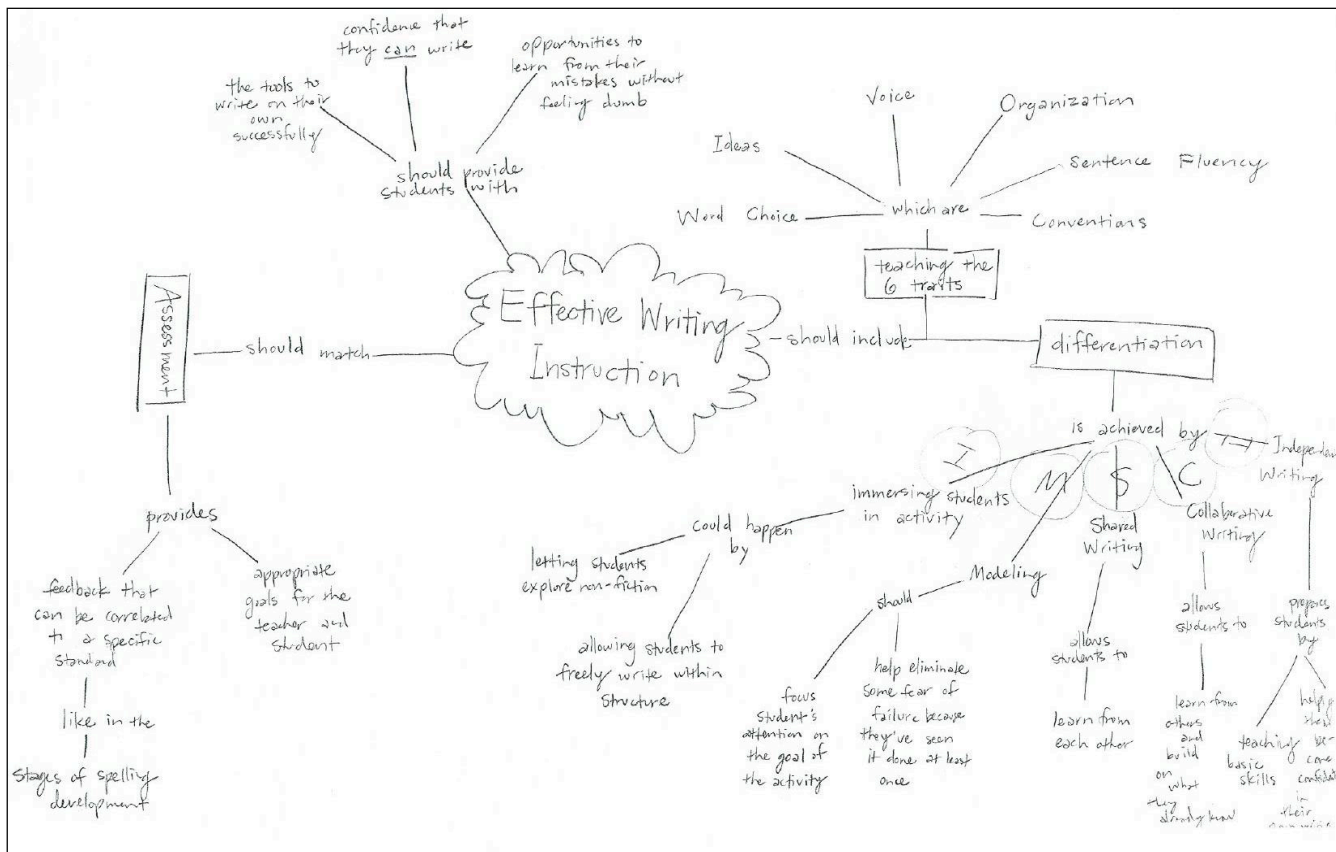 confidence that
they can write
opportunities to
learn from their
mistakes without
feeling dumb
the tools to
write on their
own
successfully
should provide
students with
Voice
Organization
Ideas
Sentence Fluency
Word Choice
which are
Conventions
teaching the
6 traits
Effective Writing
Instruction
should include
differentiation
Assessment
should match
is achieved by
I
M
S
C
I
Independent
Writing
immersing students
in activity
could happen
by
letting students
explore non-fiction
allowing students to
freely write within
structure
Modeling
should
focus
student's
attention on
the goal of
the activity
help eliminate
some fear of
failure because
they've seen
it done at least
once
Shared
Writing
allows
students to
learn from
each other
Collaborative
Writing
allows
students to
learn from
others
and
build
on
what
they
already know
prepares
students
by
teaching
basic
skills
helping
them
be-
come
confident
in
their
provides
feedback that
can be correlated
to a specific
standard
like in the
stages of spelling
development
appropriate
goals for the
teacher and
student